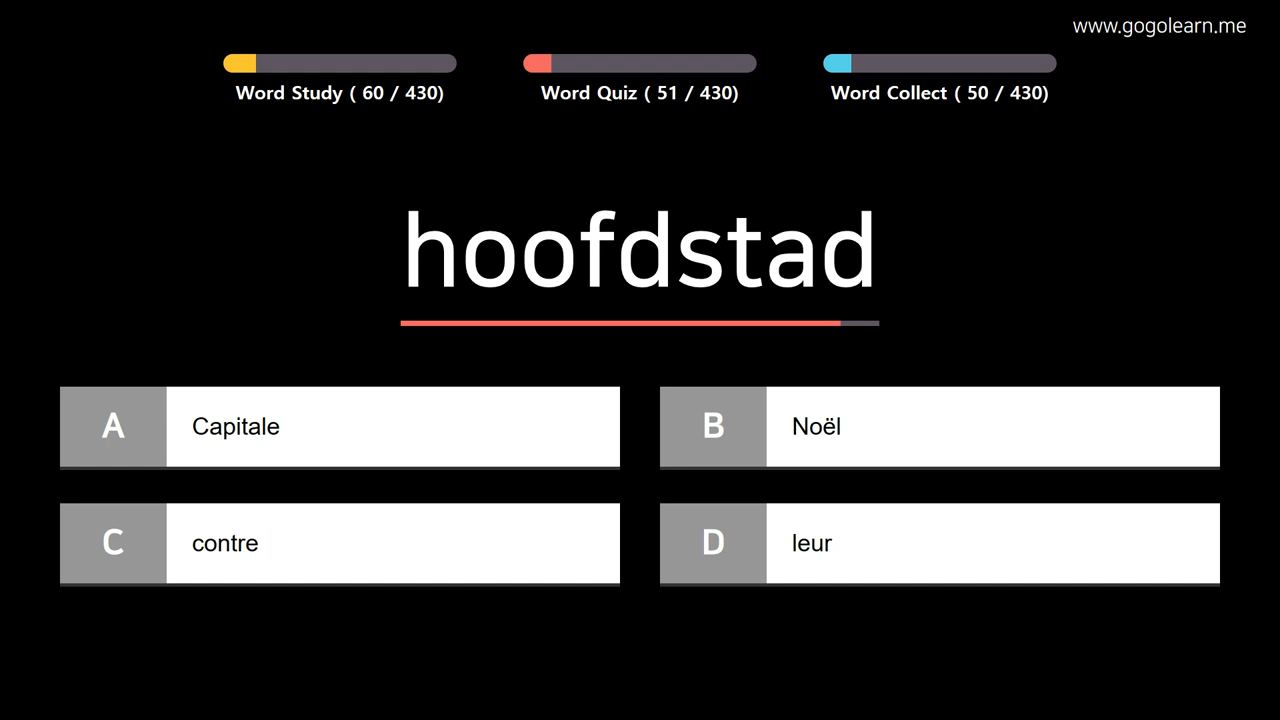 www.gogolearn.me
Word Study ( 60 / 430)
Word Quiz ( 51 / 430)
Word Collect ( 50 / 430)
hoofdstad
A Capitale
B Noël
C contre
D leur